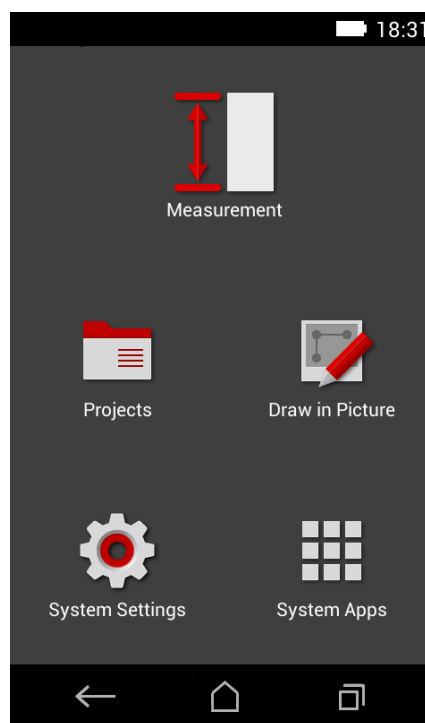 18:31
Measurement
Projects
Draw in Picture
System Settings
System Apps